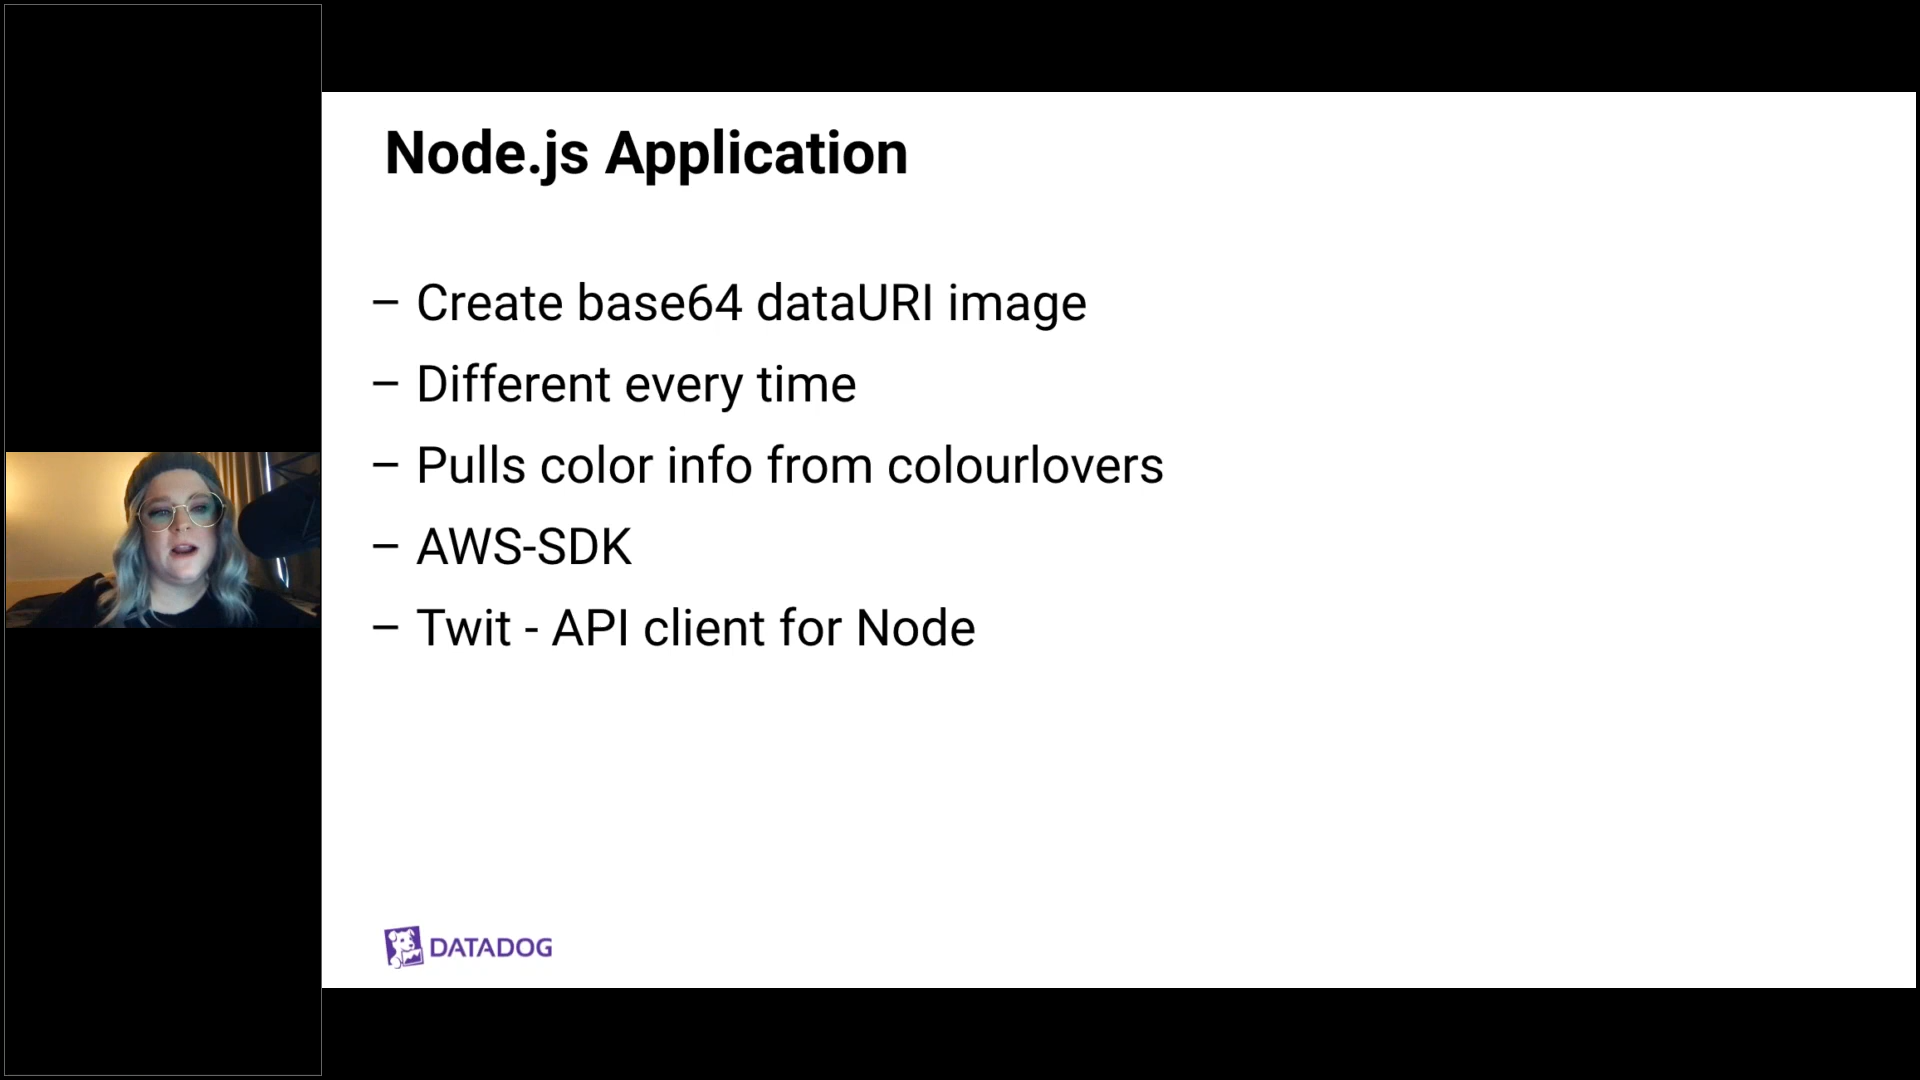 Node.js Application
– Create base64 dataURI image
– Different every time
– Pulls color info from colourlovers
– AWS-SDK
– Twit - API client for Node
DATADOG